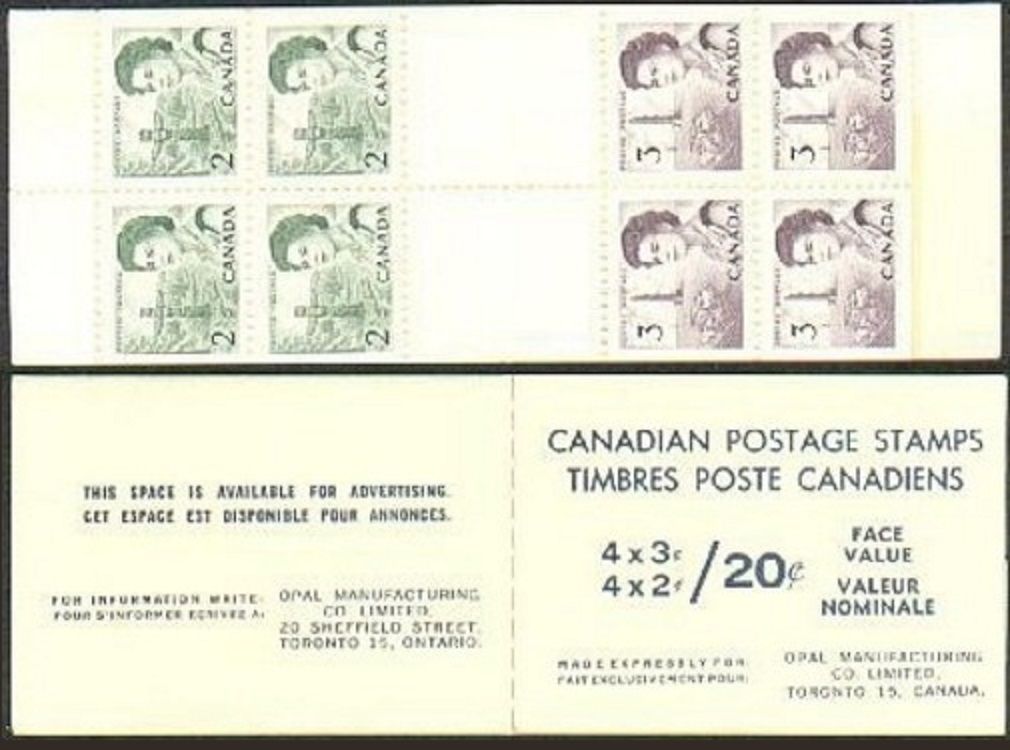 CANADA
2
CANADA
2
CANADA
3
CANADA
3
CANADA
2
CANADA
2
CANADA
3
CANADA
3
THIS SPACE IS AVAILABLE FOR ADVERTISING.
CET ESPACE EST DISPONIBLE POUR ANNONCES.
FOR INFORMATION WRITE:
POUR S'INFORMER ECRIVEZ A:
OPAL MANUFACTURING
CO. LIMITED,
20 SHEFFIELD STREET,
TORONTO 15, ONTARIO.
CANADIAN POSTAGE STAMPS
TIMBRES POSTE CANADIENS
4 x 3¢
4 x 2¢ / 20¢
FACE
VALUE
VALEUR
NOMINALE
MADE EXPRESSLY FOR:
FAIT EXCLUSIVEMENT POUR:
OPAL MANUFACTURING
CO. LIMITED,
TORONTO 15, CANADA.